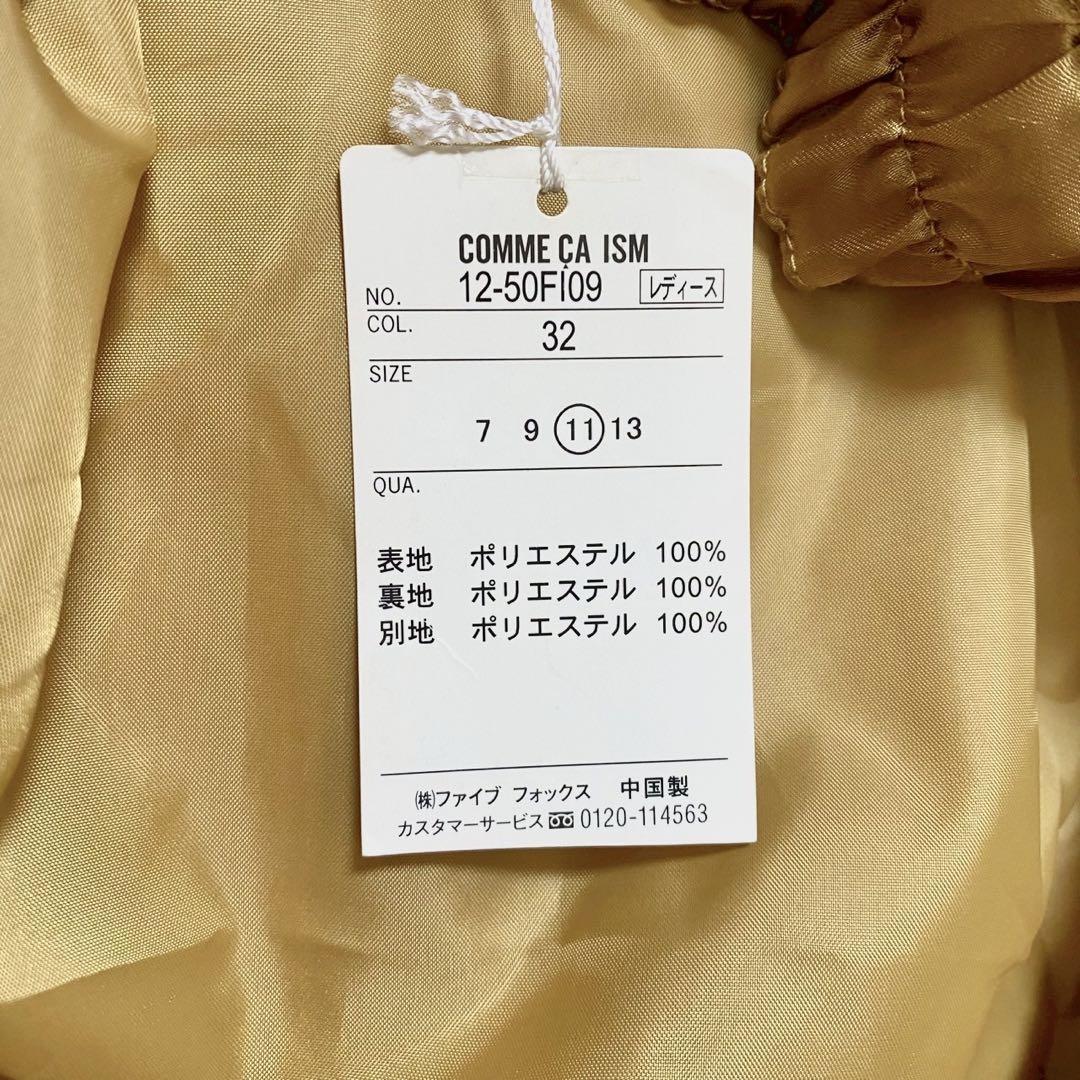 COMME ÇA ISM
NO. 12-50FI09 レディース
COL. 32
SIZE
7 9 11 13
QUA.
表地 ポリエステル 100%
裏地 ポリエステル 100%
別地 ポリエステル 100%
㈱ファイブ フォックス 中国製
カスタマーサービス 0120-114563